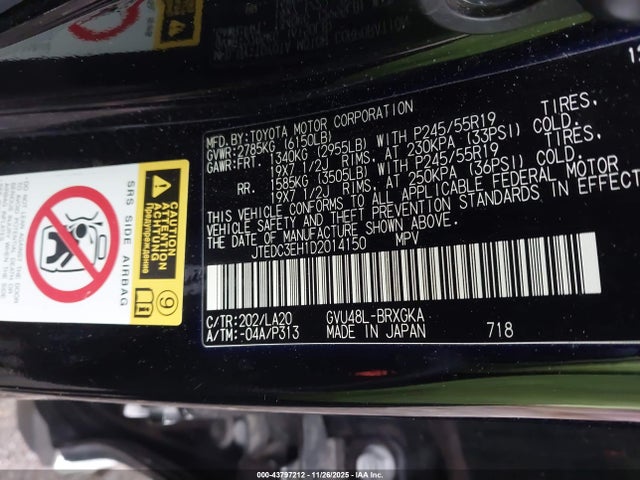 MFD.BY:TOYOTA MOTOR CORPORATION
GVWR:2785KG (6150LB)
GAWR:FRT. 1340KG (2955LB) WITH P245/55R19 TIRES.
19X7 1/2J RIMS, AT 230KPA (33PSI) COLD.
RR. 1585KG (3505LB) WITH P245/55R19 TIRES,
19X7 1/2J RIMS, AT 250KPA (36PSI) COLD.
THIS VEHICLE CONFORMS TO ALL APPLICABLE FEDERAL MOTOR
VEHICLE SAFETY AND THEFT PREVENTION STANDARDS IN EFFECT
THE DATE OF MANUFACTURE SHOWN ABOVE.
JTEDC3EH1D2014150 MPV
C/TR:202/LA20 GVU48L-BRXGKA
A/TM:-04A/P313 MADE IN JAPAN 718
SRS SIDE AIRBAG
ATTENTION
ACHTUNG
Предупреждение
9
000-43797212 - 11/26/2025 - IAA Inc.